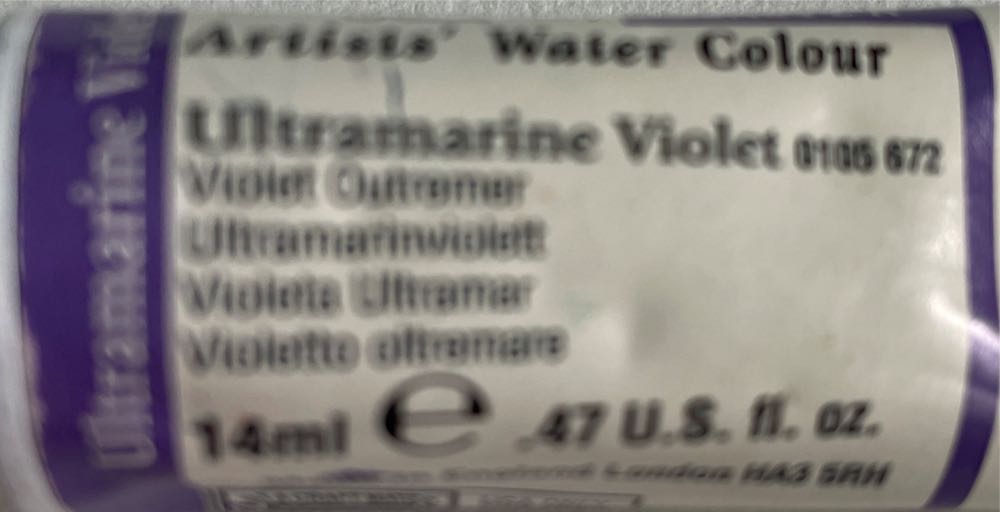 Artists' Water Colour
Ultramarine Violet 0105 672
Violet Outremer
Ultramarinviolett
Violeta Ultramar
Violetto oltremare
14ml e .47 U.S. fl. oz.
England London HA3 5RH
Ultramarine